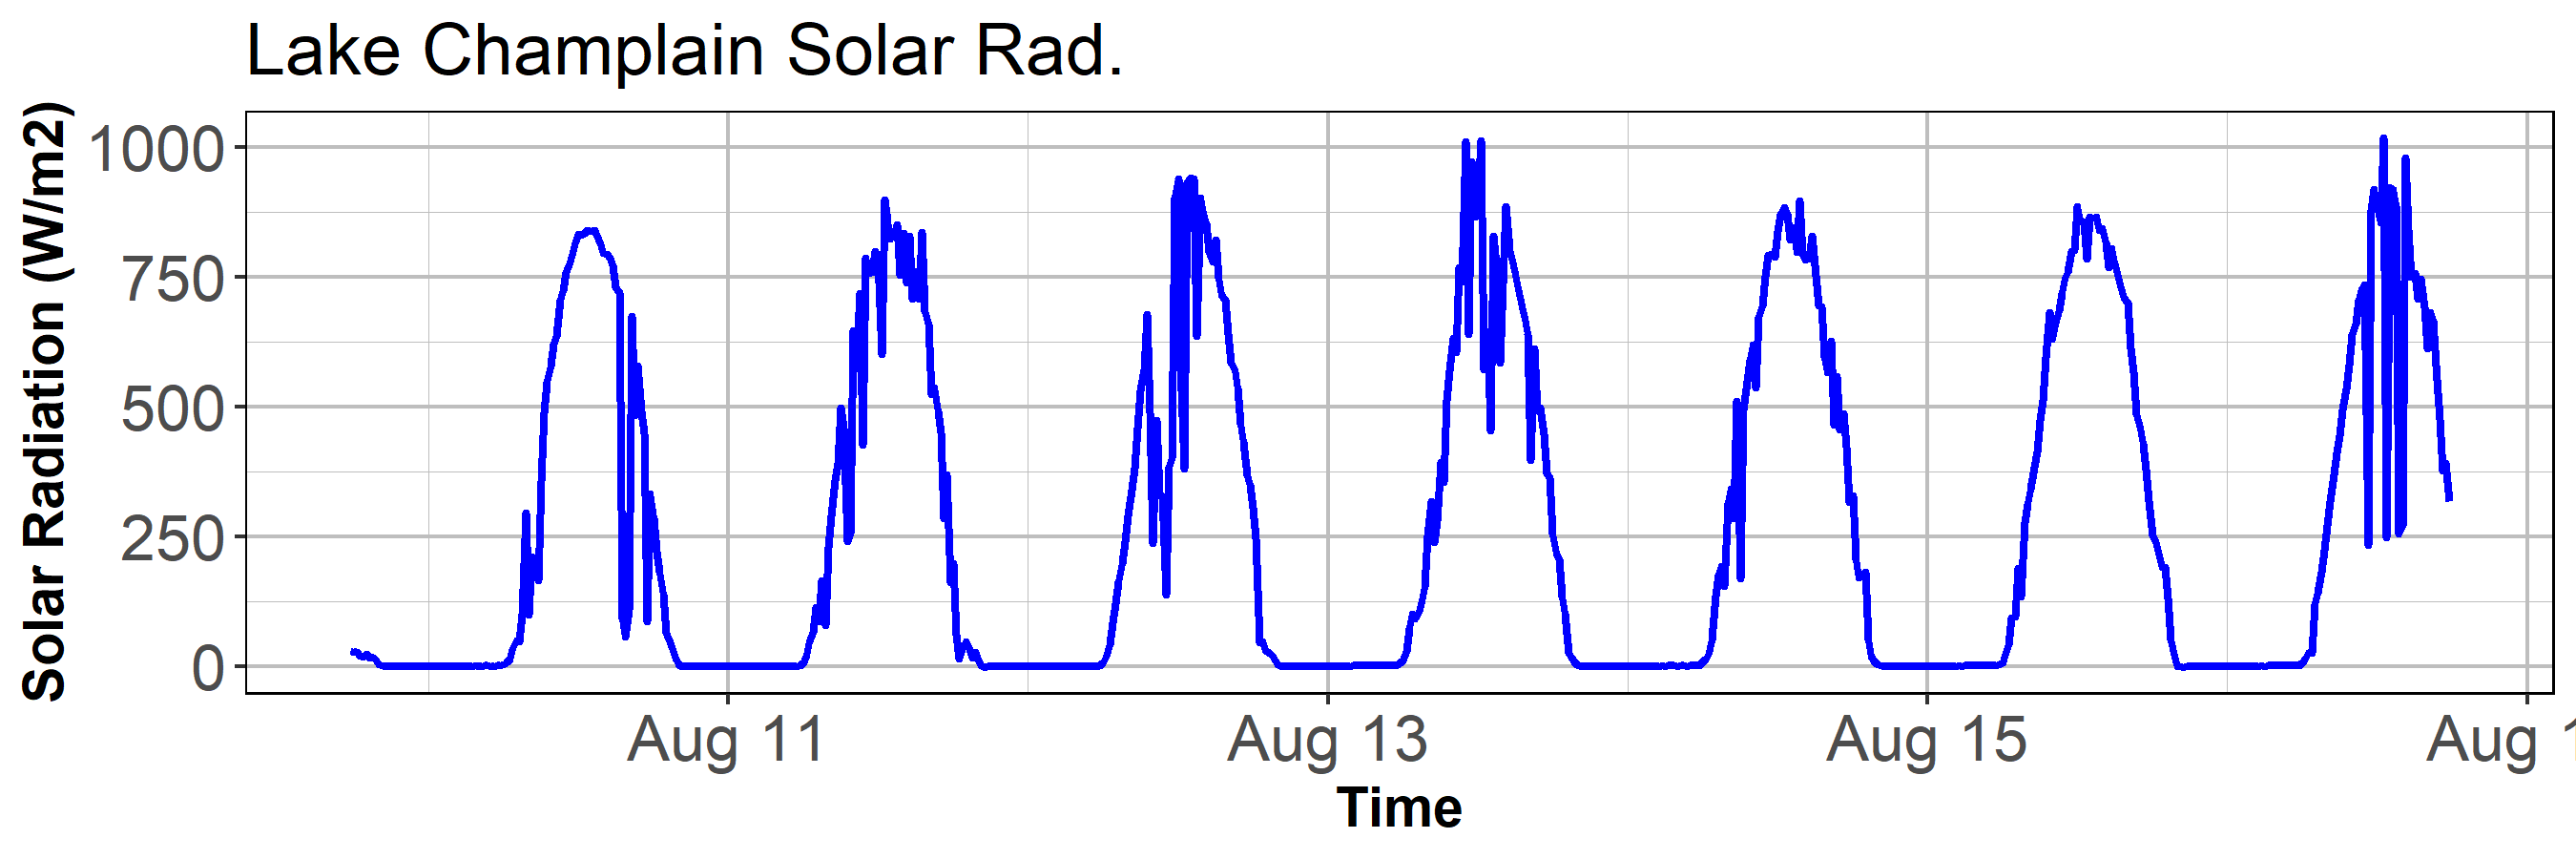 Lake Champlain Solar Rad.
Solar Radiation (W/m2)
1000
750
500
250
0
Aug 11 Aug 13 Aug 15 Aug
Time